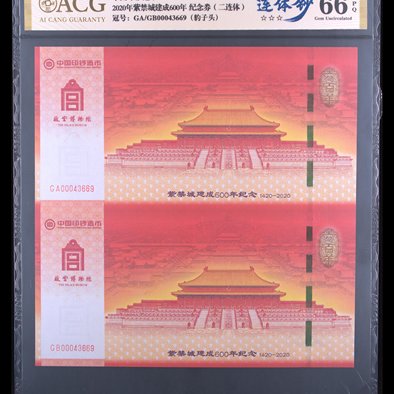 ACG
AI CANG GUARANTY
2020年紫禁城建成600年 纪念券（二连体）
冠号：GA/GB00043669（豹子头）
连体钞
☆☆☆
66
PQ
Gem Uncirculated
中国印钞造币
故宫博物院
THE PALACE MUSEUM
GA00043669
紫禁城建成600年纪念 1420-2020
中国印钞造币
故宫博物院
THE PALACE MUSEUM
GB00043669
紫禁城建成600年纪念 1420-2020